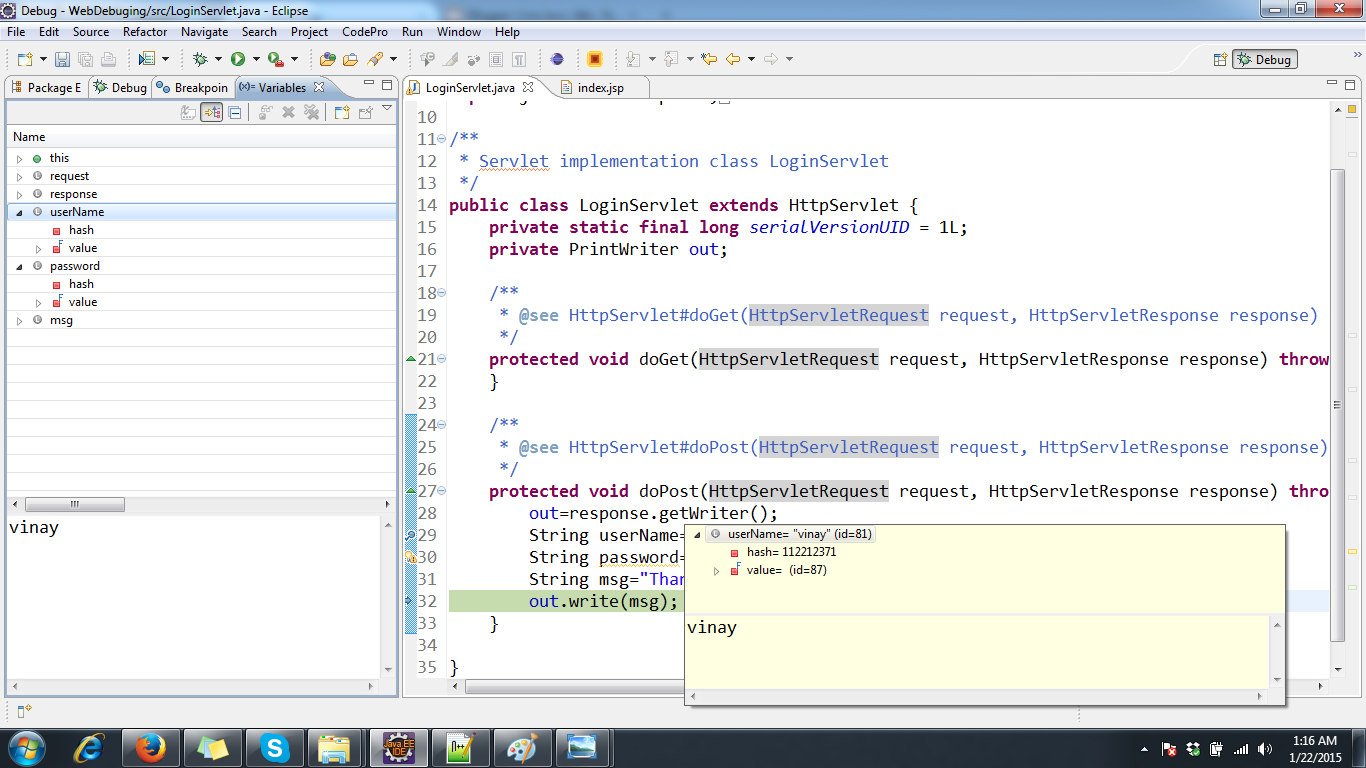 Debug - WebDebuging/src/LoginServlet.java - Eclipse
File Edit Source Refactor Navigate Search Project CodePro Run Window Help
Debug
Package E Debug Breakpoin (x)= Variables
LoginServlet.java index.jsp
Name
this
request
response
userName
hash
value
password
hash
value
msg
vinay
10
11 /**
12 * Servlet implementation class LoginServlet
13 */
14 public class LoginServlet extends HttpServlet {
15 private static final long serialVersionUID = 1L;
16 private PrintWriter out;
17
18 /**
19 * @see HttpServlet#doGet(HttpServletRequest request, HttpServletResponse response)
20 */
21 protected void doGet(HttpServletRequest request, HttpServletResponse response) throw
22 }
23
24 /**
25 * @see HttpServlet#doPost(HttpServletRequest request, HttpServletResponse response)
26 */
27 protected void doPost(HttpServletRequest request, HttpServletResponse response) thro
28 out=response.getWriter();
29 String userName=
30 String password=
31 String msg="Than
32 out.write(msg);
33 }
34
35 }
userName= "vinay" (id=81)
hash= 112212371
value= (id=87)
vinay
Java EE
IDE
1:16 AM
1/22/2015